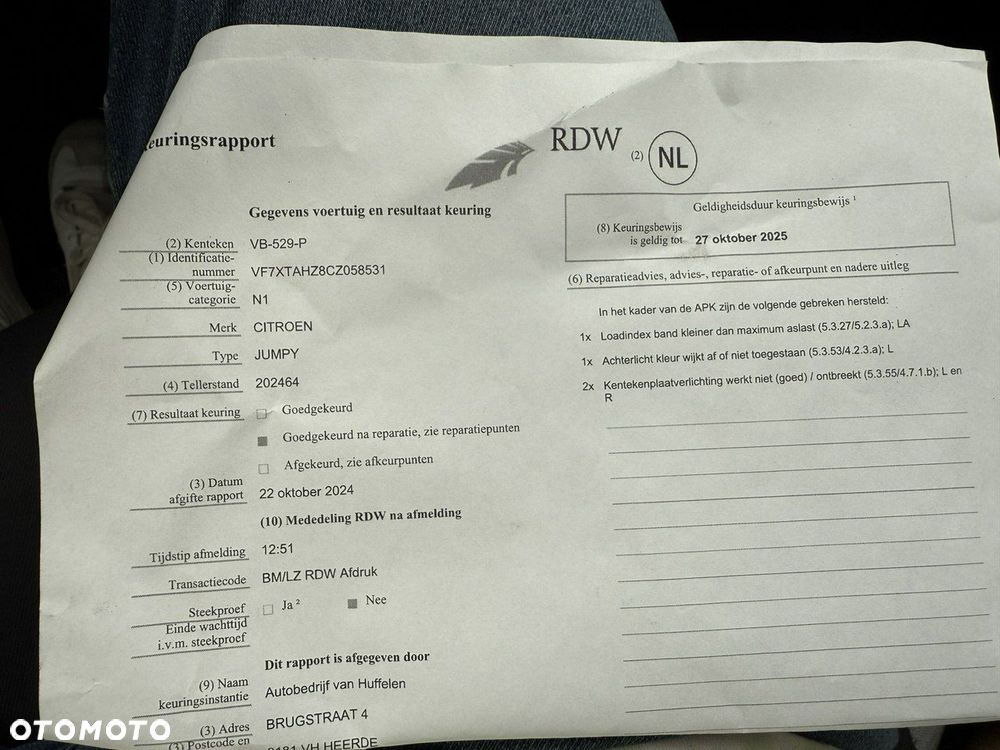 euringsrapport
RDW
(2) NL
Gegevens voertuig en resultaat keuring
(2) Kenteken VB-529-P
(1) Identificatie-
nummer VF7XTAHZ8CZ058531
(5) Voertuig-
categorie N1
Merk CITROEN
Type JUMPY
(4) Tellerstand 202464
(7) Resultaat keuring Goedgekeurd
Goedgekeurd na reparatie, zie reparatiepunten
Afgekeurd, zie afkeurpunten
(3) Datum
afgifte rapport 22 oktober 2024
(10) Mededeling RDW na afmelding
Tijdstip afmelding 12:51
Transactiecode BM/LZ RDW Afdruk
Steekproef Ja ² Nee
Einde wachttijd
i.v.m. steekproef
Dit rapport is afgegeven door
(9) Naam
keuringsinstantie Autobedrijf van Huffelen
(3) Adres BRUGSTRAAT 4
(3) Postcode en
8181 VH HEERDE
Geldigheidsduur keuringsbewijs ¹
(8) Keuringsbewijs
is geldig tot 27 oktober 2025
(6) Reparatieadvies, advies-, reparatie- of afkeurpunt en nadere uitleg
In het kader van de APK zijn de volgende gebreken hersteld:
1x Loadindex band kleiner dan maximum aslast (5.3.27/5.2.3.a); LA
1x Achterlicht kleur wijkt af of niet toegestaan (5.3.53/4.2.3.a); L
2x Kentekenplaatverlichting werkt niet (goed) / ontbreekt (5.3.55/4.7.1.b); L en
R
OTOMOTO